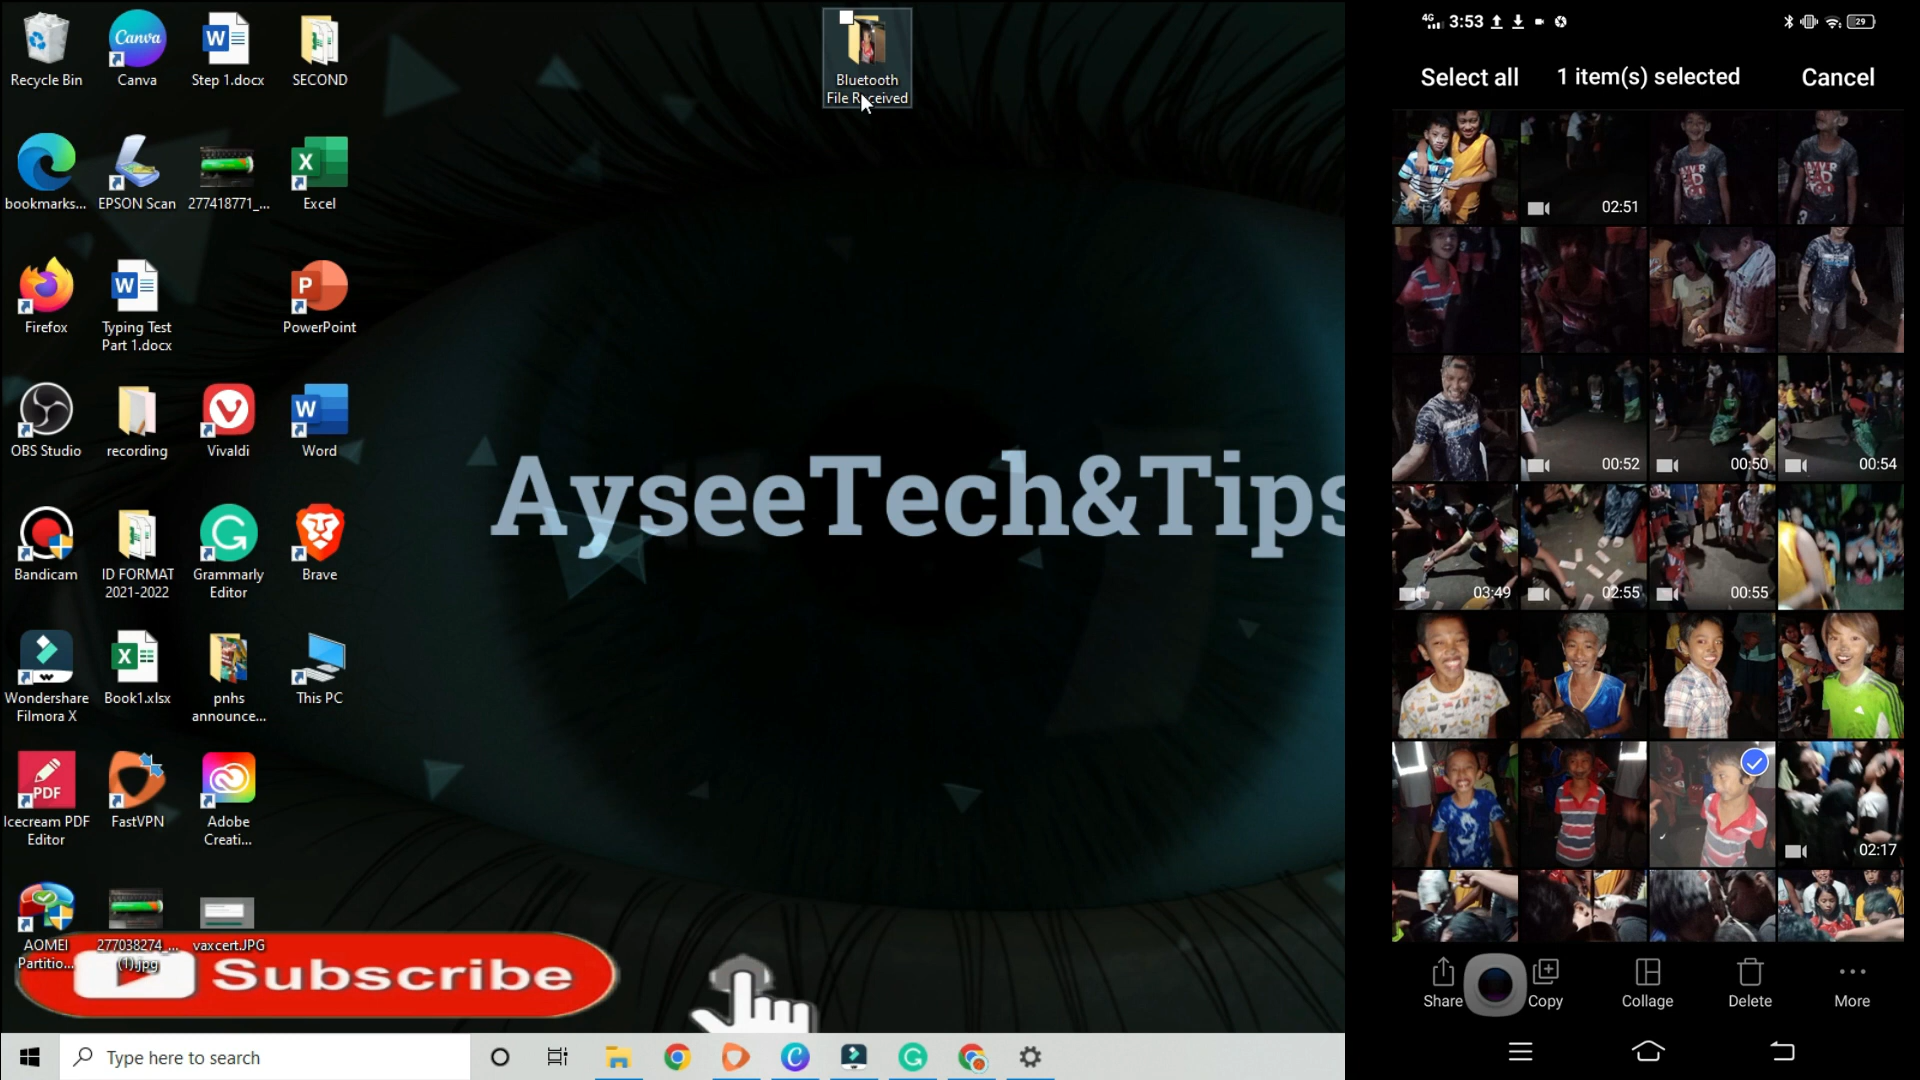 Recycle Bin
Canva
Canva
Step 1.docx
SECOND
Bluetooth
File Received
bookmarks...
EPSON Scan
277418771_...
Excel
Firefox
Typing Test
Part 1.docx
PowerPoint
OBS Studio
recording
Vivaldi
Word
Bandicam
ID FORMAT
2021-2022
Grammarly
Editor
Brave
Wondershare
Filmora X
Book1.xlsx
pnhs
announce...
This PC
PDF
Icecream PDF
Editor
FastVPN
Adobe
Creati...
AOMEI
Partitio...
277038274_...
(1).jpg
vaxcert.JPG
AyseeTech&Tips
Subscribe
Type here to search
4G 3:53
29
Select all
1 item(s) selected
Cancel
02:51
00:52
00:50
00:54
03:49
02:55
00:55
02:17
Share
Copy
Collage
Delete
More